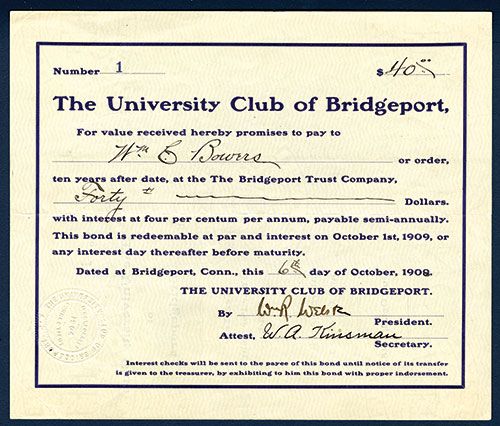 Number 1 $40.00
The University Club of Bridgeport,
For value received hereby promises to pay to
Wm E Bowers or order,
ten years after date, at the The Bridgeport Trust Company,
Forty Dollars.
with interest at four per centum per annum, payable semi-annually.
This bond is redeemable at par and interest on October 1st, 1909, or
any interest day thereafter before maturity.
Dated at Bridgeport, Conn., this 6th day of October, 1908.
THE UNIVERSITY CLUB OF BRIDGEPORT.
By W. R. Webster
President.
Attest, W. A. Kinsman
Secretary.
Interest checks will be sent to the payee of this bond until notice of its transfer
is given to the treasurer, by exhibiting to him this bond with proper indorsement.